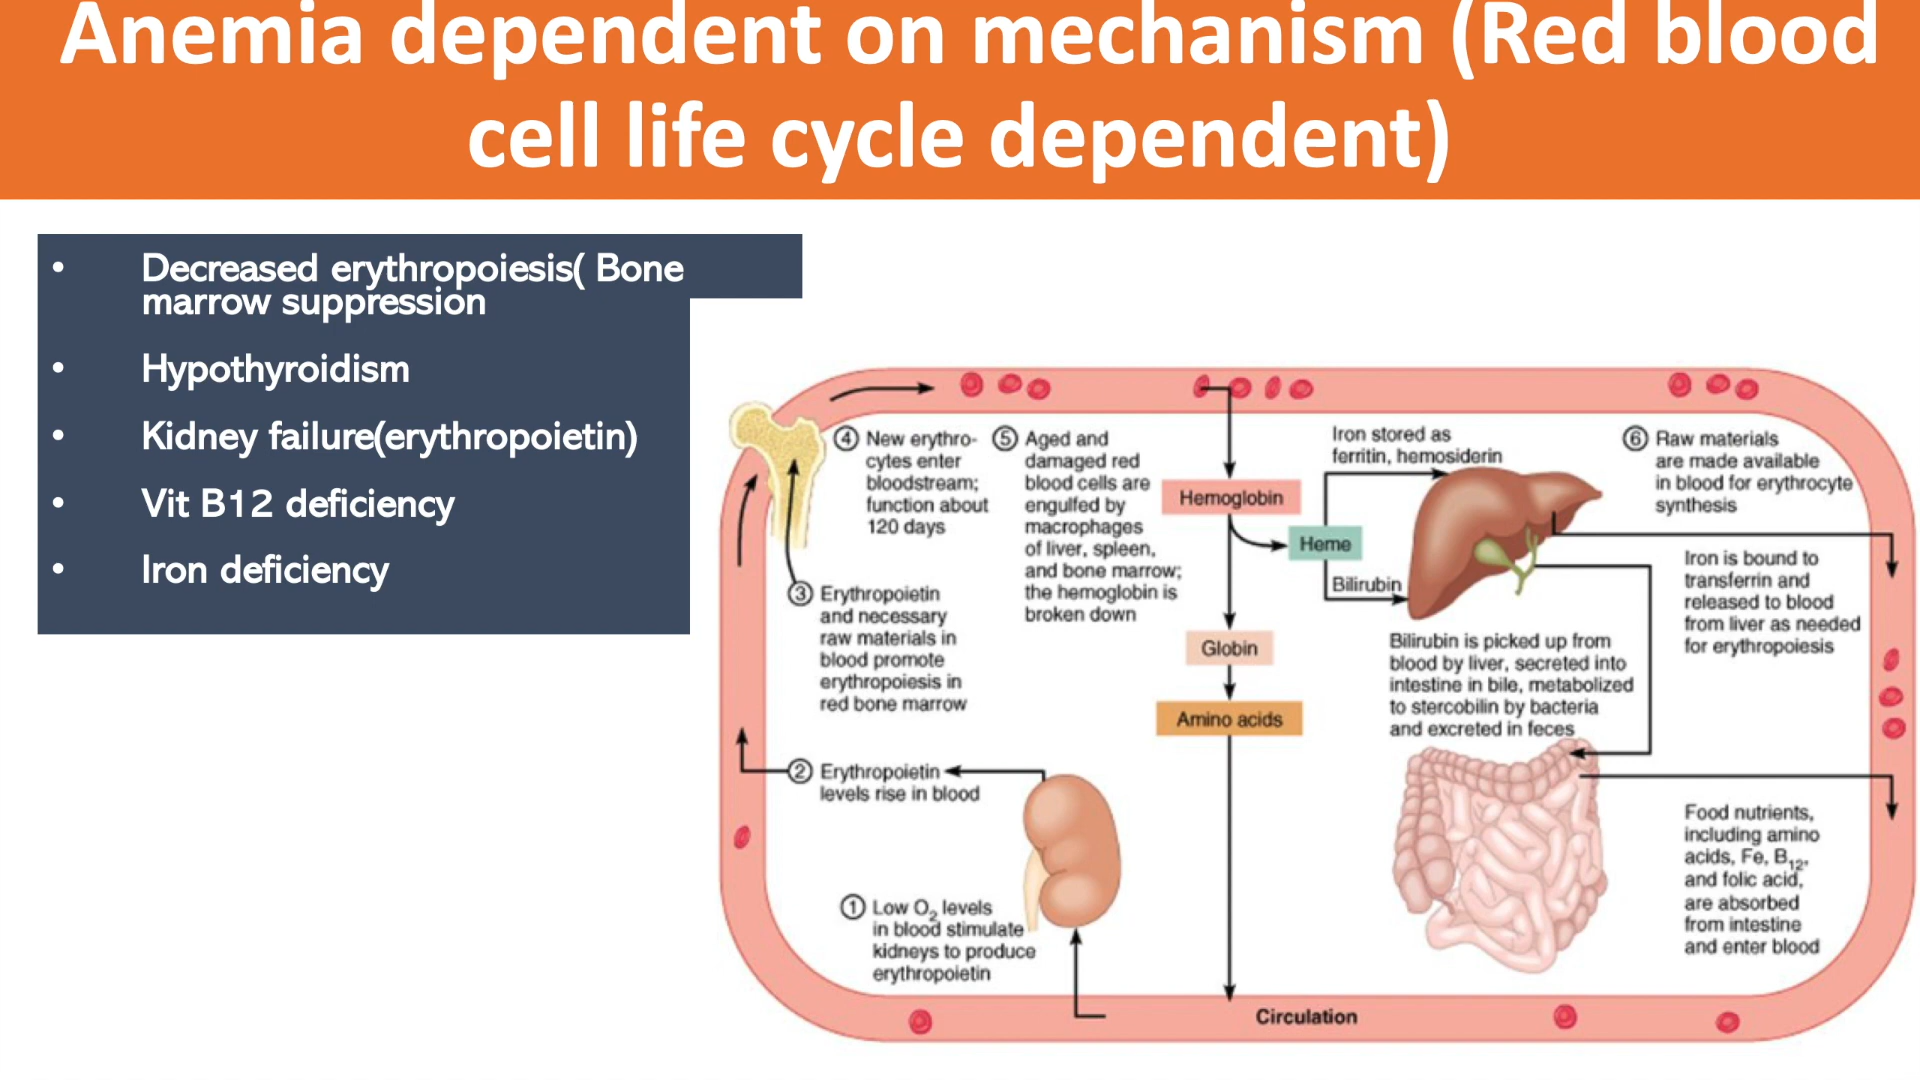 Anemia dependent on mechanism (Red blood
cell life cycle dependent)
• Decreased erythropoiesis( Bone
marrow suppression
• Hypothyroidism
• Kidney failure(erythropoietin)
• Vit B12 deficiency
• Iron deficiency
④ New erythro-
cytes enter
bloodstream;
function about
120 days
⑤ Aged and
damaged red
blood cells are
engulfed by
macrophages
of liver, spleen,
and bone marrow;
the hemoglobin is
broken down
Hemoglobin
Heme
Iron stored as
ferritin, hemosiderin
Bilirubin
Globin
Amino acids
⑥ Raw materials
are made available
in blood for erythrocyte
synthesis
Iron is bound to
transferrin and
released to blood
from liver as needed
for erythropoiesis
Bilirubin is picked up from
blood by liver, secreted into
intestine in bile, metabolized
to stercobilin by bacteria
and excreted in feces
③ Erythropoietin
and necessary
raw materials in
blood promote
erythropoiesis in
red bone marrow
② Erythropoietin
levels rise in blood
① Low O₂ levels
in blood stimulate
kidneys to produce
erythropoietin
Food nutrients,
including amino
acids, Fe, B₁₂,
and folic acid,
are absorbed
from intestine
and enter blood
Circulation